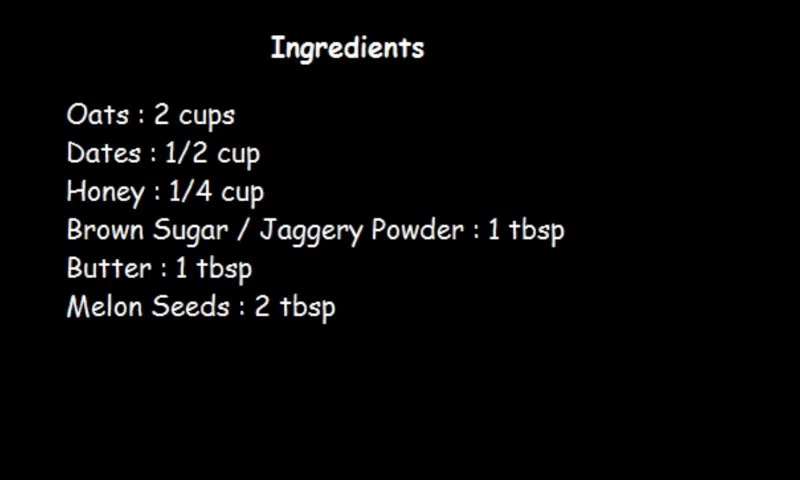 Ingredients
Oats : 2 cups
Dates : 1/2 cup
Honey : 1/4 cup
Brown Sugar / Jaggery Powder : 1 tbsp
Butter : 1 tbsp
Melon Seeds : 2 tbsp